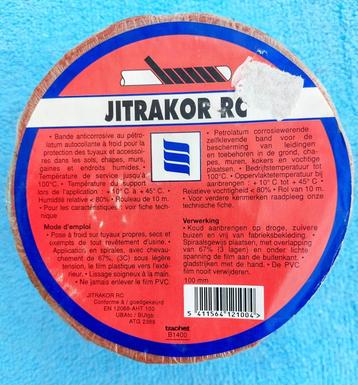 JITRAKOR RC
• Bande anticorrosive au pétro-
latum autocollante à froid pour la
protection des tuyaux et accessoi-
res dans les sols, chapes, murs,
gaines et endroits humides. •
Température de service jusqu'à
100°C. • Température du support
lors de l'application : + 10°C à + 45°C. •
Humidité relative < 80% • Rouleau de 10 m.
• Pour les caractéristiques, voir fiche tech-
nique
Mode d'emploi
• Pose à froid sur tuyaux propres, secs et
exempts de sur revêtement d'usine. •
Application en spirales, avec chevau-
chement de 67%, (3C) sous légère
tension, le film plastique vers l'exté-
rieur. • Lissage soigneux à la main.
• Ne jamais enlever le film PVC
JITRAKOR RC
Conforme à / goedgekeurd
EN 12068-AHT 100
UBAtc / BUtgb
ATG 2369
• Petrolatum corrosiewerende
zelfklevende band voor de
bescherming van leidingen
en toebehoren in de grond, cha-
pes, muren, kokers en vochtige
plaatsen. • Bedrijfstemperatuur tot
100°C. • Oppervlaktemperatuur bij
aanbrengen : + 10°C tot + 45°C. •
Relatieve vochtigheid < 80% • Rol van 10 m.
• Voor verdere kenmerken raadpleeg onze
technische fiche.
Verwerking
• Koud aanbrengen op droge, zuivere
buizen en vrij van fabrieksbekleding.
• Spiraalsgewijs plaatsen, met overlapping
van 67% (3 lagen) en onder lichte
spanning de film aan de buitenkant. •
gladstrijken met de hand. • De PVC
film nooit verwijderen.
100 mm
5 411564 121004
B1400